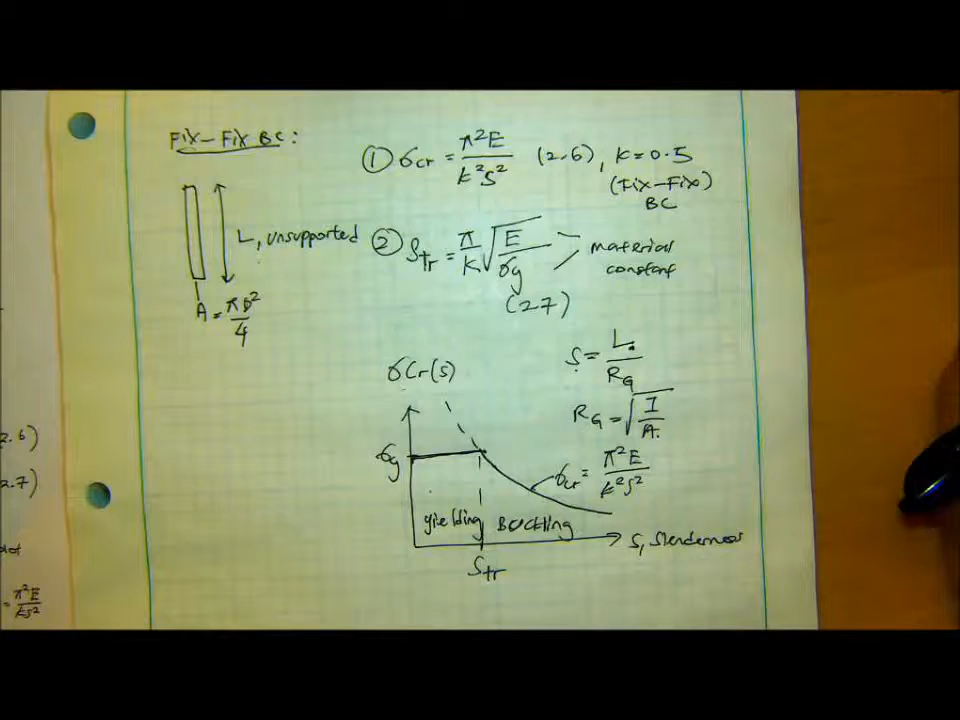 Fix-Fix BC:
① σcr = π²E / k²s² (2.6), K = 0.5
(Fix-Fix)
BC
L, unsupported
② Str = π/K √(E/σy)
material
constant
(2.7)
A = πD²/4
S = L/RG
RG = √(I/A)
σcr(s)
σy
σcr = π²E / k²s²
yielding
Buckling
S, Slenderness
Str
2.6)
2.7)
= π²E / ks²